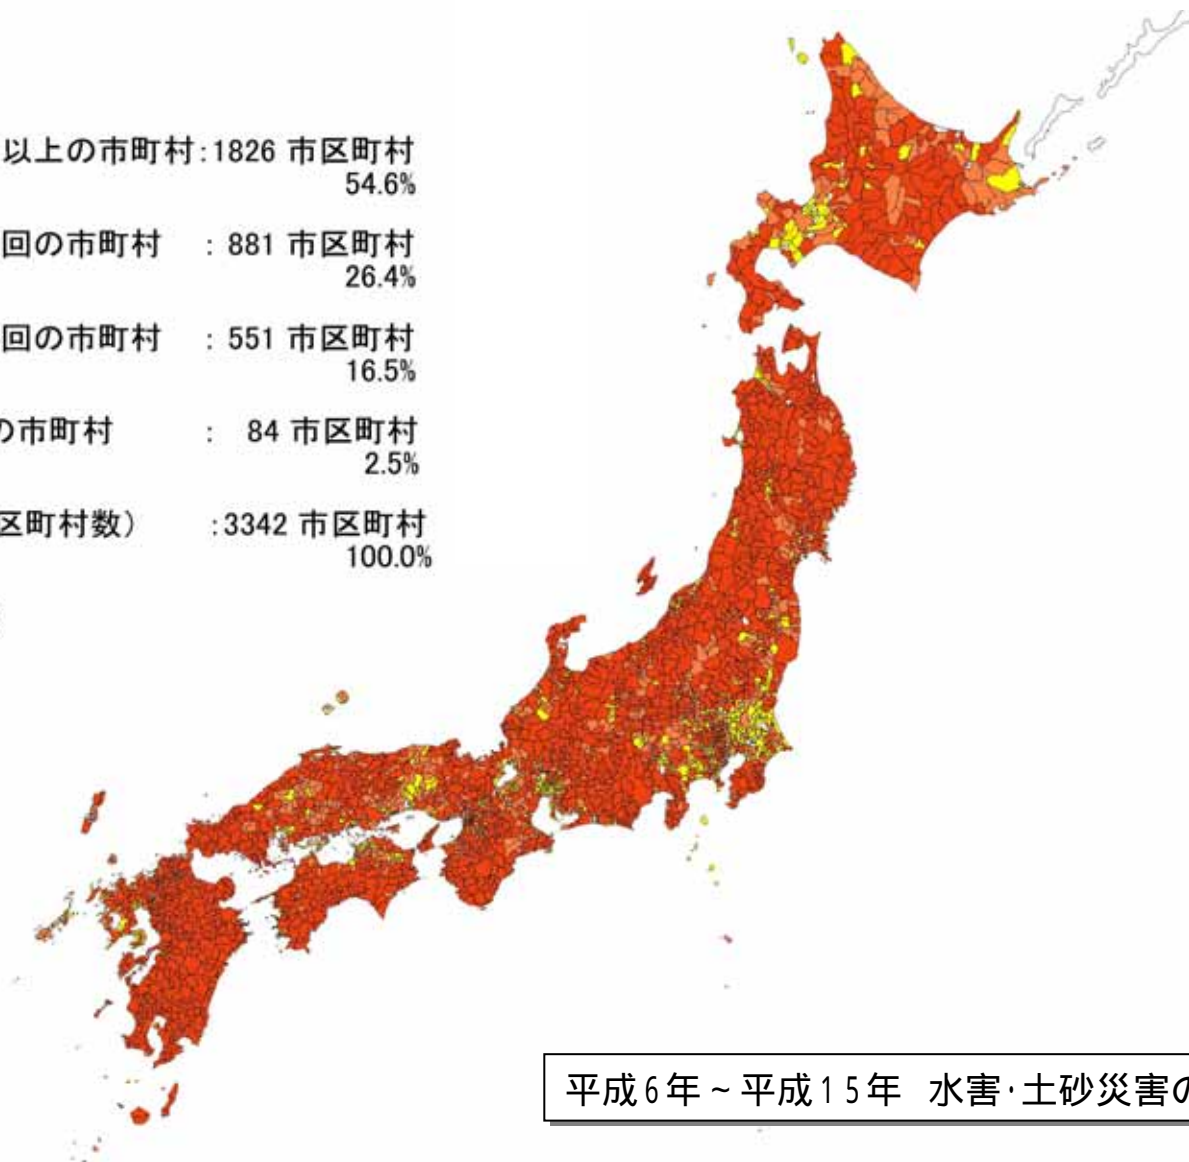 以上の市町村:1826 市区町村
54.6%
回の市町村 : 881 市区町村
26.4%
回の市町村 : 551 市区町村
16.5%
の市町村 : 84 市区町村
2.5%
区町村数) :3342 市区町村
100.0%
平成6年~平成15年 水害・土砂災害の